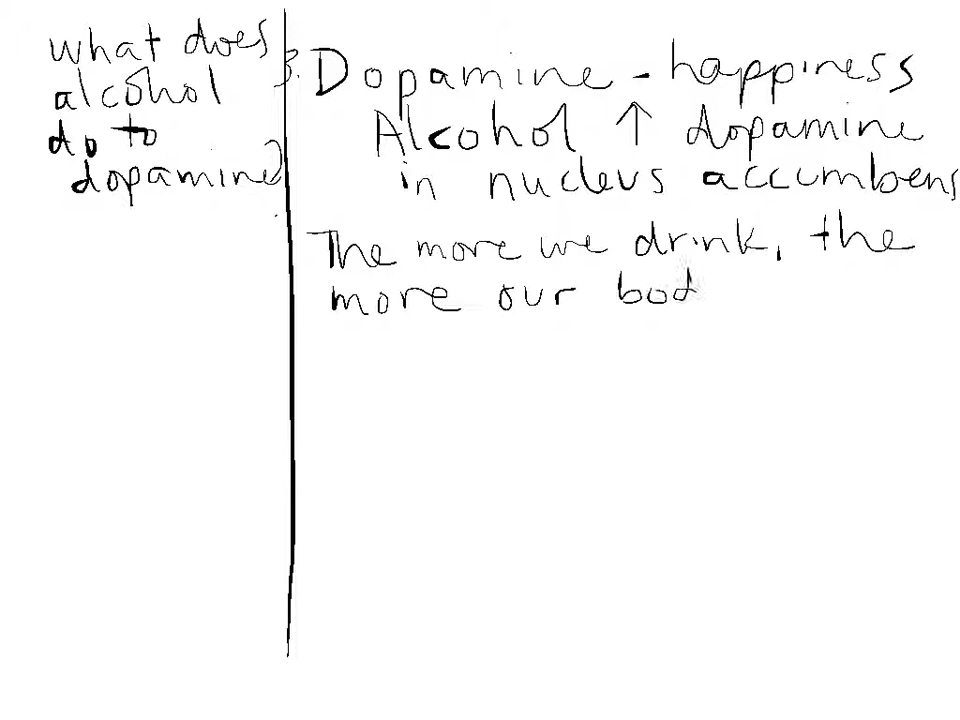 what does
alcohol
do to
dopamine?
3. Dopamine - happiness
Alcohol ↑ dopamine
in nucleus accumbens
The more we drink, the
more our bod